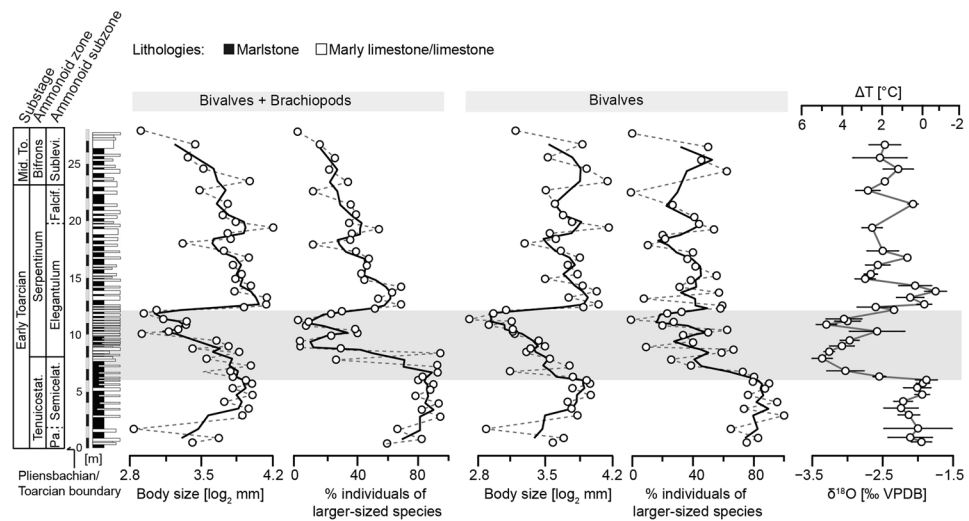 Substage
Ammonoid zone
Ammonoid subzone
Lithologies: Marlstone Marly limestone/limestone
Bivalves + Brachiopods
Bivalves
ΔT [°C]
6 4 2 0 -2
Mid. To.
Bifrons
Sublevi.
Early Toarcian
Serpentinum
Falcif.
Elegantulum
Tenuicostat.
Semicelat.
Pa.:
25
20
15
10
5
0
[m]
Pliensbachian/
Toarcian boundary
2.8 3.5 4.2
Body size [log2 mm]
0 40 80
% individuals of
larger-sized species
2.8 3.5 4.2
Body size [log2 mm]
0 40 80
% individuals of
larger-sized species
-3.5 -2.5 -1.5
δ18O [‰ VPDB]